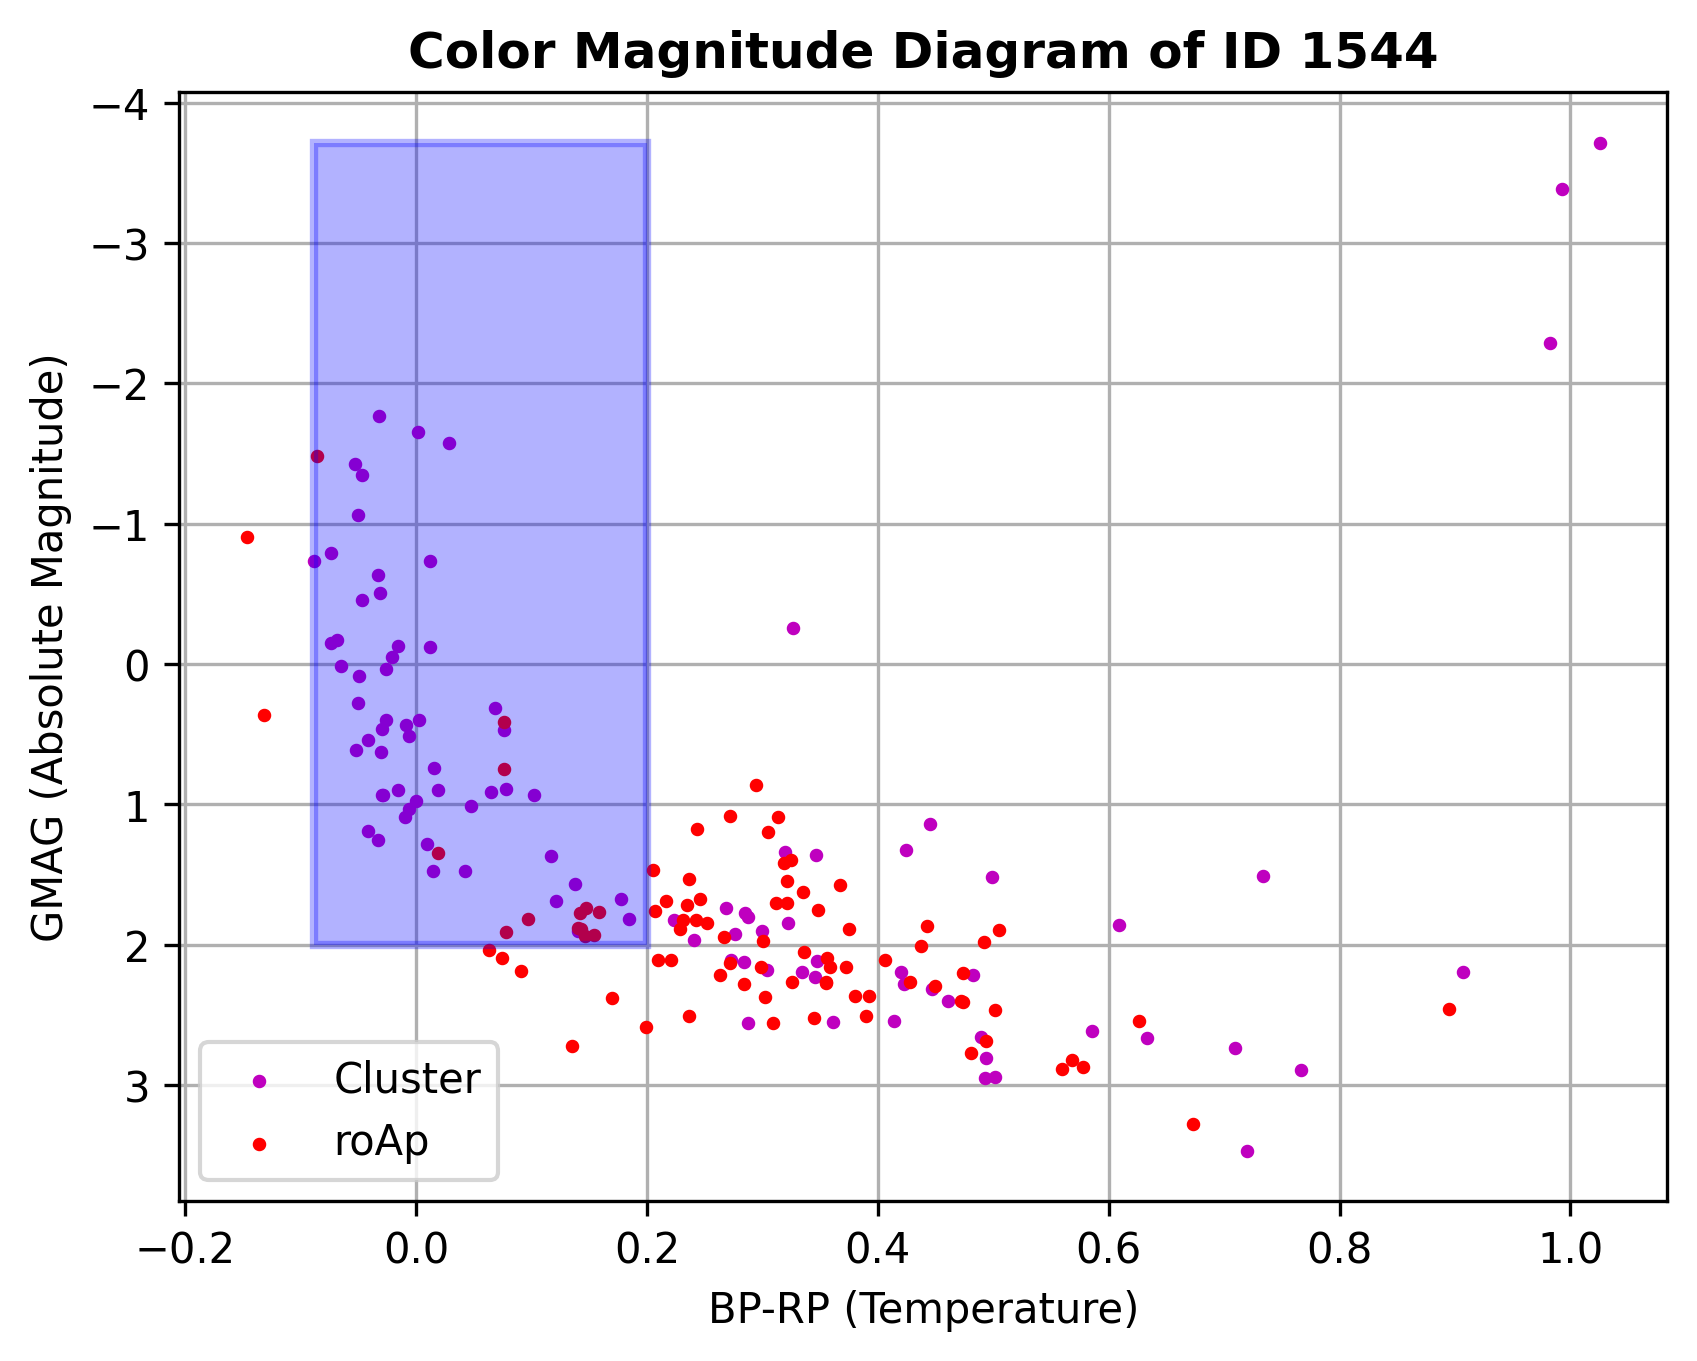 Color Magnitude Diagram of ID 1544
GMAG (Absolute Magnitude)
−4
−3
−2
−1
0
1
2
3
Cluster
roAp
−0.2 0.0 0.2 0.4 0.6 0.8 1.0
BP-RP (Temperature)